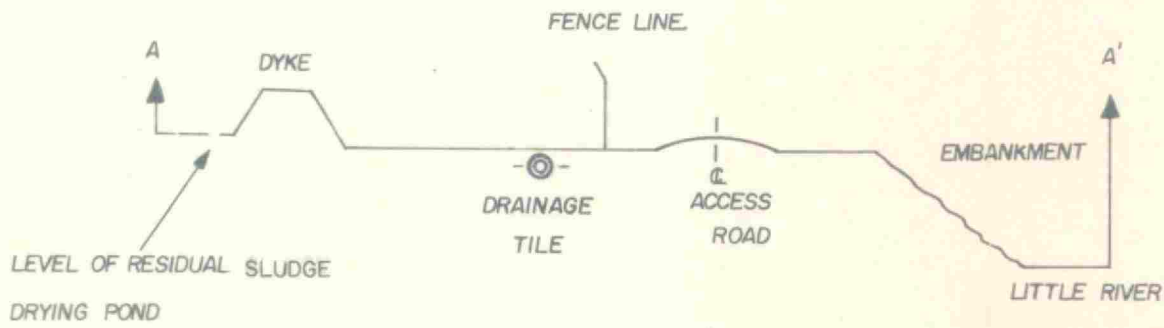 FENCE LINE.
A
DYKE
A'
EMBANKMENT
℄
DRAINAGE
TILE
ACCESS
ROAD
LEVEL OF RESIDUAL SLUDGE
DRYING POND
LITTLE RIVER